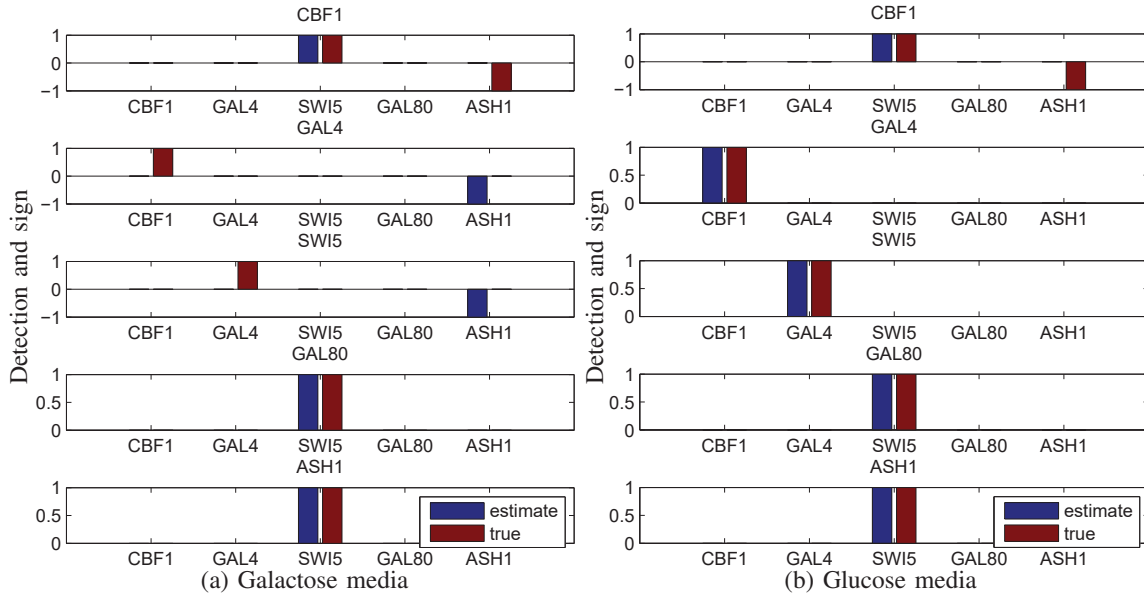 CBF1
1
0
−1
CBF1 GAL4 SWI5 GAL80 ASH1
GAL4
1
0
−1
CBF1 GAL4 SWI5 GAL80 ASH1
SWI5
1
0
−1
CBF1 GAL4 SWI5 GAL80 ASH1
GAL80
1
0.5
0
CBF1 GAL4 SWI5 GAL80 ASH1
ASH1
1
0.5
0
CBF1 GAL4 SWI5 GAL80 ASH1
estimate
true
Detection and sign
(a) Galactose media
CBF1
1
0
−1
CBF1 GAL4 SWI5 GAL80 ASH1
GAL4
1
0.5
0
CBF1 GAL4 SWI5 GAL80 ASH1
SWI5
1
0.5
0
CBF1 GAL4 SWI5 GAL80 ASH1
GAL80
1
0.5
0
CBF1 GAL4 SWI5 GAL80 ASH1
ASH1
1
0.5
0
CBF1 GAL4 SWI5 GAL80 ASH1
estimate
true
Detection and sign
(b) Glucose media